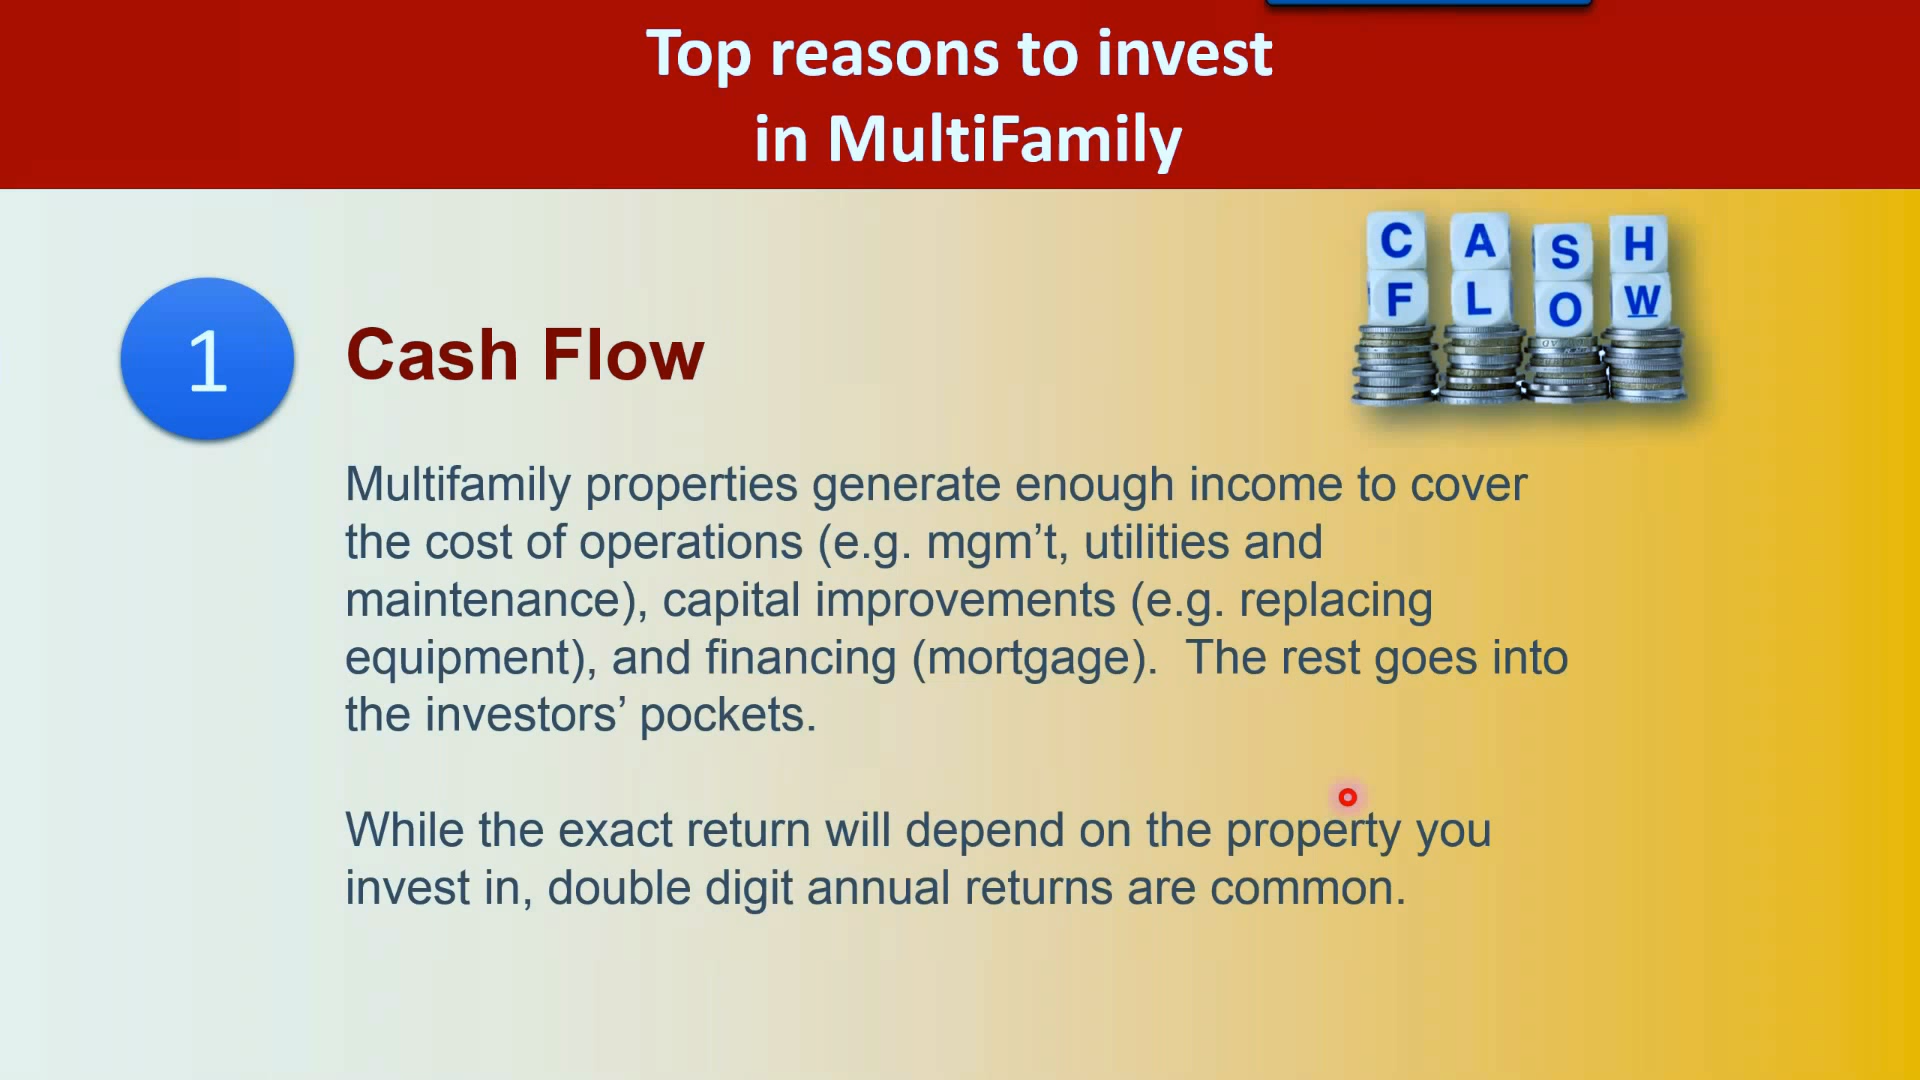 Top reasons to invest
in MultiFamily
C A S H
F L O W
1
Cash Flow
Multifamily properties generate enough income to cover
the cost of operations (e.g. mgm’t, utilities and
maintenance), capital improvements (e.g. replacing
equipment), and financing (mortgage).  The rest goes into
the investors’ pockets.
While the exact return will depend on the property you
invest in, double digit annual returns are common.